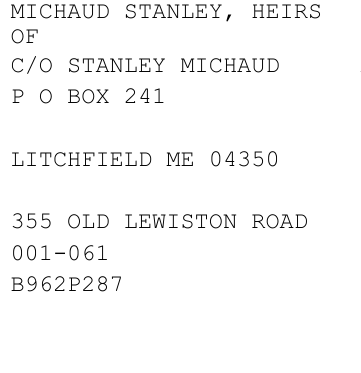 MICHAUD STANLEY, HEIRS
OF
C/O STANLEY MICHAUD
P O BOX 241
LITCHFIELD ME 04350
355 OLD LEWISTON ROAD
001-061
B962P287